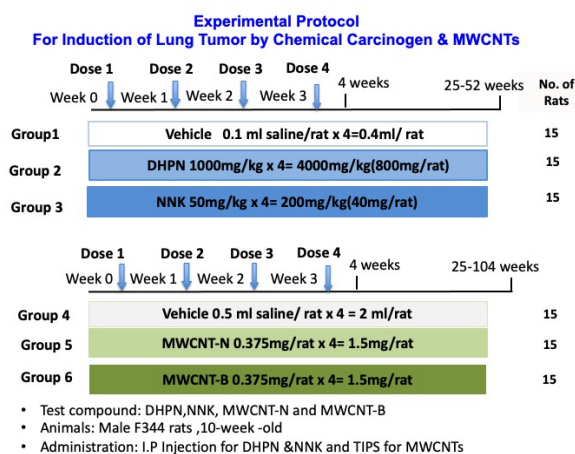 Experimental Protocol
For Induction of Lung Tumor by Chemical Carcinogen & MWCNTs
Dose 1 Dose 2 Dose 3 Dose 4
Week 0 Week 1 Week 2 Week 3 4 weeks 25-52 weeks No. of Rats
Group1 Vehicle 0.1 ml saline/rat x 4=0.4ml/ rat 15
Group 2 DHPN 1000mg/kg x 4= 4000mg/kg(800mg/rat) 15
Group 3 NNK 50mg/kg x 4= 200mg/kg(40mg/rat) 15
Dose 1 Dose 2 Dose 3 Dose 4
Week 0 Week 1 Week 2 Week 3 4 weeks 25-104 weeks
Group 4 Vehicle 0.5 ml saline/ rat x 4 = 2 ml/rat 15
Group 5 MWCNT-N 0.375mg/rat x 4= 1.5mg/rat 15
Group 6 MWCNT-B 0.375mg/rat x 4= 1.5mg/rat 15
• Test compound: DHPN,NNK, MWCNT-N and MWCNT-B
• Animals: Male F344 rats ,10-week -old
• Administration: I.P Injection for DHPN &NNK and TIPS for MWCNTs